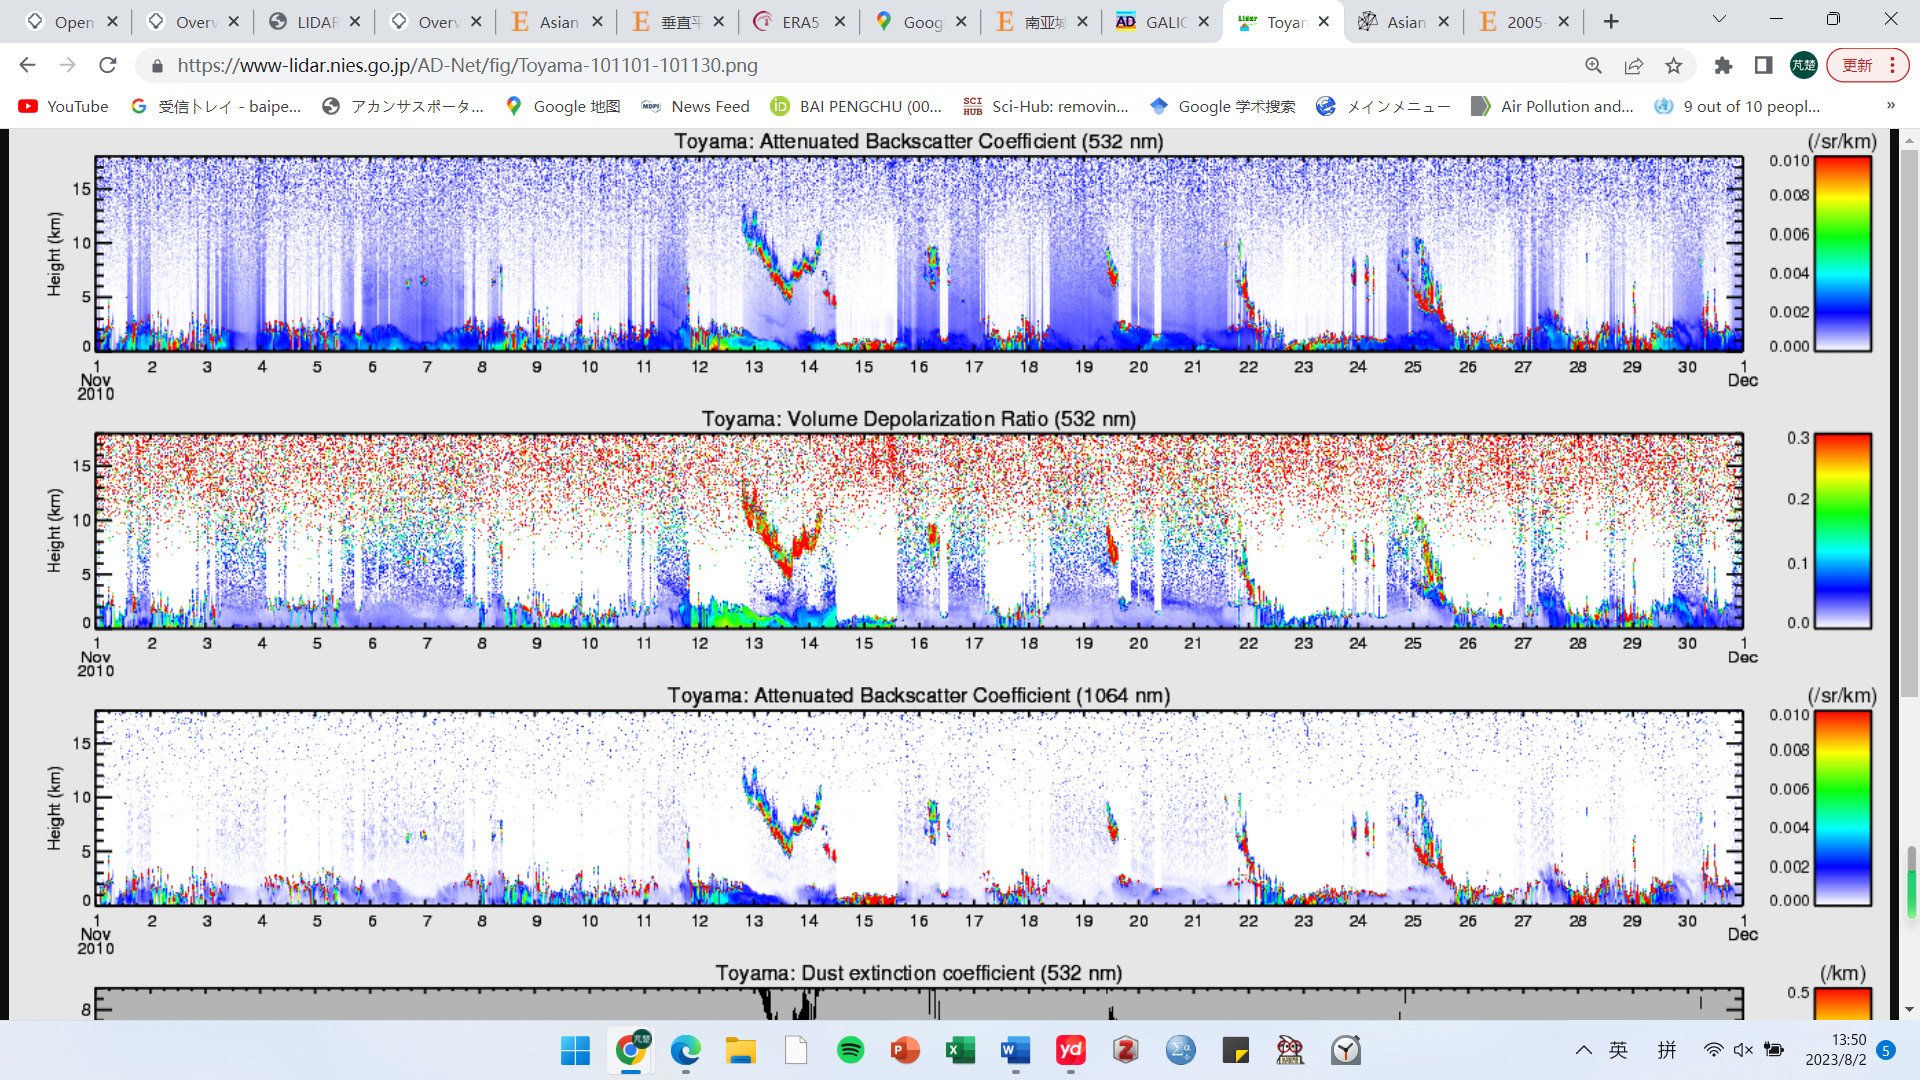 Open
Overv
LIDAR
Overv
Asian
垂直平
ERA5
Goog
南亚城
GALIC
Toyam
Asian
2005-
https://www-lidar.nies.go.jp/AD-Net/fig/Toyama-101101-101130.png
芃楚
更新
YouTube
受信トレイ - baipe...
アカンサスポータ...
Google 地图
MDPI News Feed
iD BAI PENGCHU (00...
SCI HUB Sci-Hub: removin...
Google 学术搜索
メインメニュー
Air Pollution and...
9 out of 10 peopl...
»
Toyama: Attenuated Backscatter Coefficient (532 nm)
(/sr/km)
Height (km)
15
10
5
0
0.010
0.008
0.006
0.004
0.002
0.000
1 2 3 4 5 6 7 8 9 10 11 12 13 14 15 16 17 18 19 20 21 22 23 24 25 26 27 28 29 30 1
Nov Dec
2010
Toyama: Volume Depolarization Ratio (532 nm)
Height (km)
15
10
5
0
0.3
0.2
0.1
0.0
1 2 3 4 5 6 7 8 9 10 11 12 13 14 15 16 17 18 19 20 21 22 23 24 25 26 27 28 29 30 1
Nov Dec
2010
Toyama: Attenuated Backscatter Coefficient (1064 nm)
(/sr/km)
Height (km)
15
10
5
0
0.010
0.008
0.006
0.004
0.002
0.000
1 2 3 4 5 6 7 8 9 10 11 12 13 14 15 16 17 18 19 20 21 22 23 24 25 26 27 28 29 30 1
Nov Dec
2010
Toyama: Dust extinction coefficient (532 nm)
(/km)
8
0.5
英 拼
13:50
2023/8/2
5